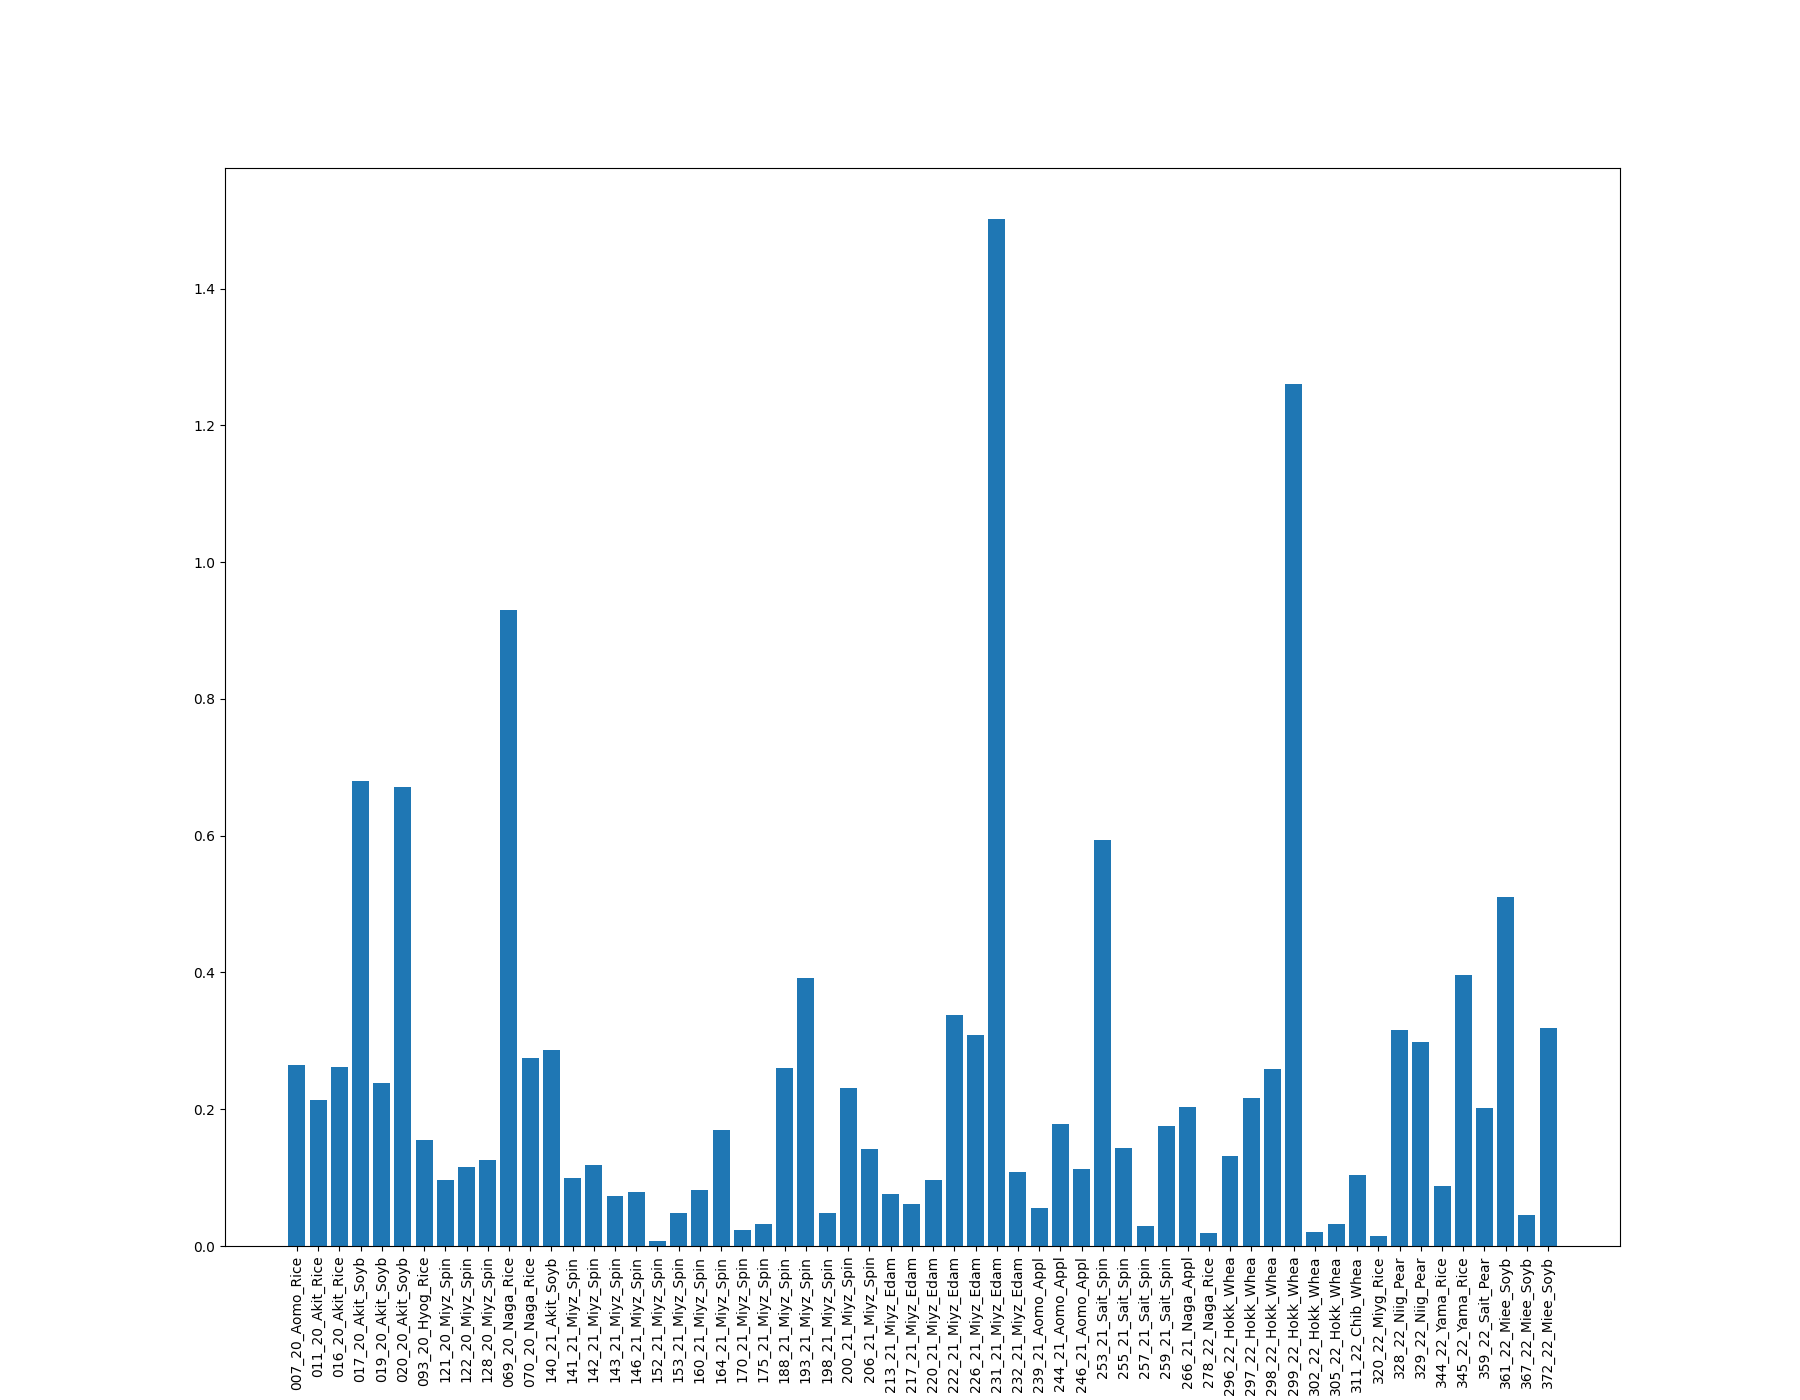 1.4
1.2
1.0
0.8
0.6
0.4
0.2
0.0
007_20_Aomo_Rice
011_20_Akit_Rice
016_20_Akit_Rice
017_20_Akit_Soyb
019_20_Akit_Soyb
020_20_Akit_Soyb
093_20_Hyog_Rice
121_20_Miyz_Spin
122_20_Miyz_Spin
128_20_Miyz_Spin
069_20_Naga_Rice
070_20_Naga_Rice
140_21_Akit_Soyb
141_21_Miyz_Spin
142_21_Miyz_Spin
143_21_Miyz_Spin
146_21_Miyz_Spin
152_21_Miyz_Spin
153_21_Miyz_Spin
160_21_Miyz_Spin
164_21_Miyz_Spin
170_21_Miyz_Spin
175_21_Miyz_Spin
188_21_Miyz_Spin
193_21_Miyz_Spin
198_21_Miyz_Spin
200_21_Miyz_Spin
206_21_Miyz_Spin
213_21_Miyz_Edam
217_21_Miyz_Edam
220_21_Miyz_Edam
222_21_Miyz_Edam
226_21_Miyz_Edam
231_21_Miyz_Edam
232_21_Miyz_Edam
239_21_Aomo_Appl
244_21_Aomo_Appl
246_21_Aomo_Appl
253_21_Sait_Spin
255_21_Sait_Spin
257_21_Sait_Spin
259_21_Sait_Spin
266_21_Naga_Appl
278_22_Naga_Rice
296_22_Hokk_Whea
297_22_Hokk_Whea
298_22_Hokk_Whea
299_22_Hokk_Whea
302_22_Hokk_Whea
305_22_Hokk_Whea
311_22_Chib_Whea
320_22_Miyg_Rice
328_22_Niig_Pear
329_22_Niig_Pear
344_22_Yama_Rice
345_22_Yama_Rice
359_22_Sait_Pear
361_22_Miee_Soyb
367_22_Miee_Soyb
372_22_Miee_Soyb